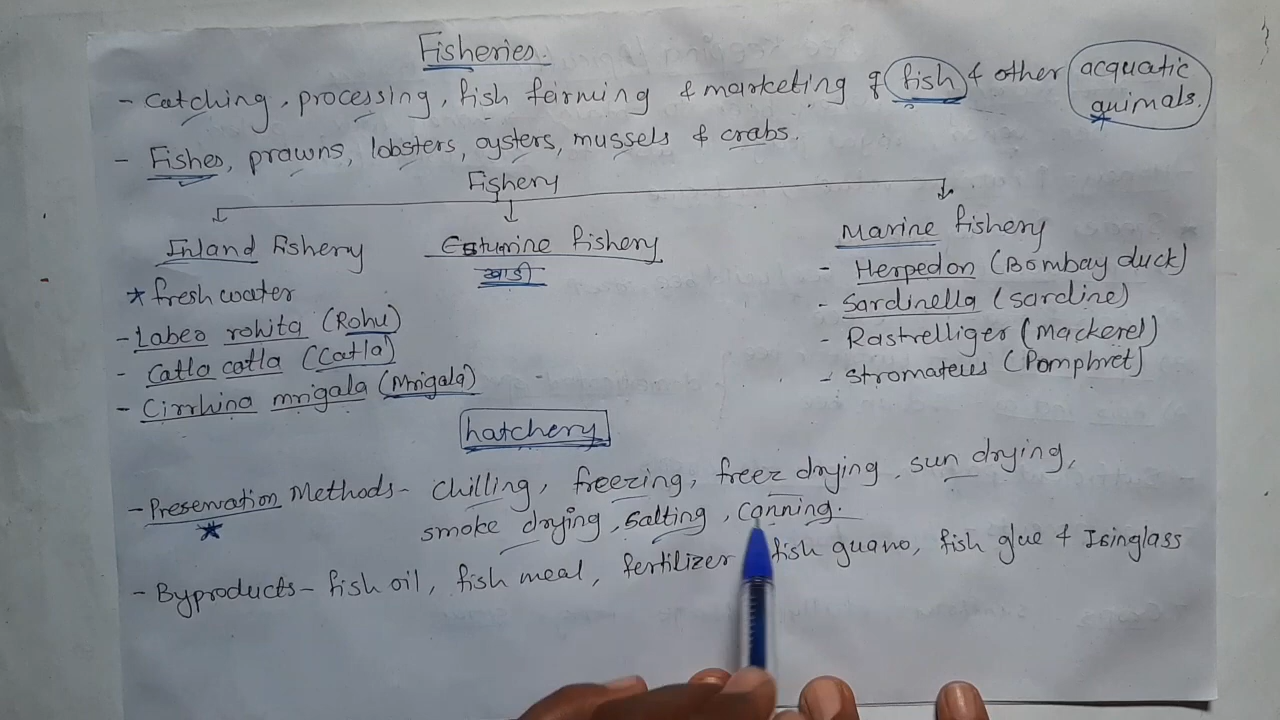 Fisheries.
- Catching, processing, fish fairming & marketing of fish & other acquatic animals.
- Fishes, prawns, lobsters, oysters, mussels & crabs.
Fishery
Inland fishery
* fresh water
- Labeo rohita (Rohu)
- Catla catla (Catla)
- Cirrhina mrigala (Mrigala)
Esturine fishery
खाडी
Marine fishery
- Herpedon (Bombay duck)
- Sardinella (sardine)
- Rastrelliger (Mackerel)
- Stromateus (Pomphret)
hatchery
- Preservation Methods- chilling, freezing, freez drying, sun drying,
smoke drying, salting, canning.
- Byproducts- fish oil, fish meal, fertilizer fish guano, fish glue & Isinglass